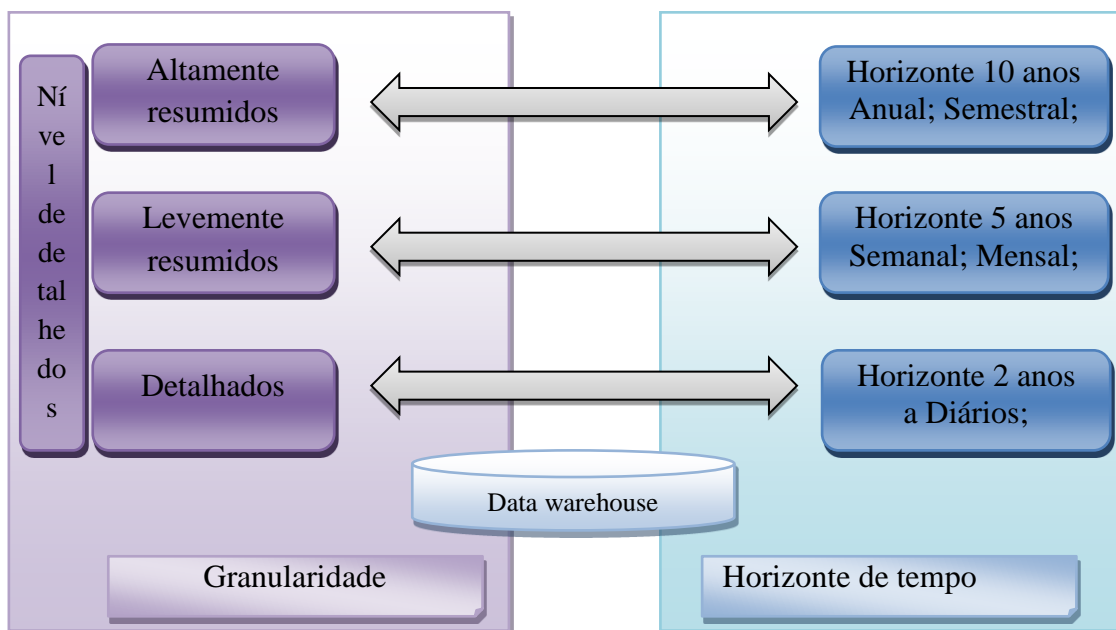 Ní
ve
l
de
de
tal
he
do
s
Altamente
resumidos
Horizonte 10 anos
Anual; Semestral;
Levemente
resumidos
Horizonte 5 anos
Semanal; Mensal;
Detalhados
Horizonte 2 anos
a Diários;
Data warehouse
Granularidade
Horizonte de tempo